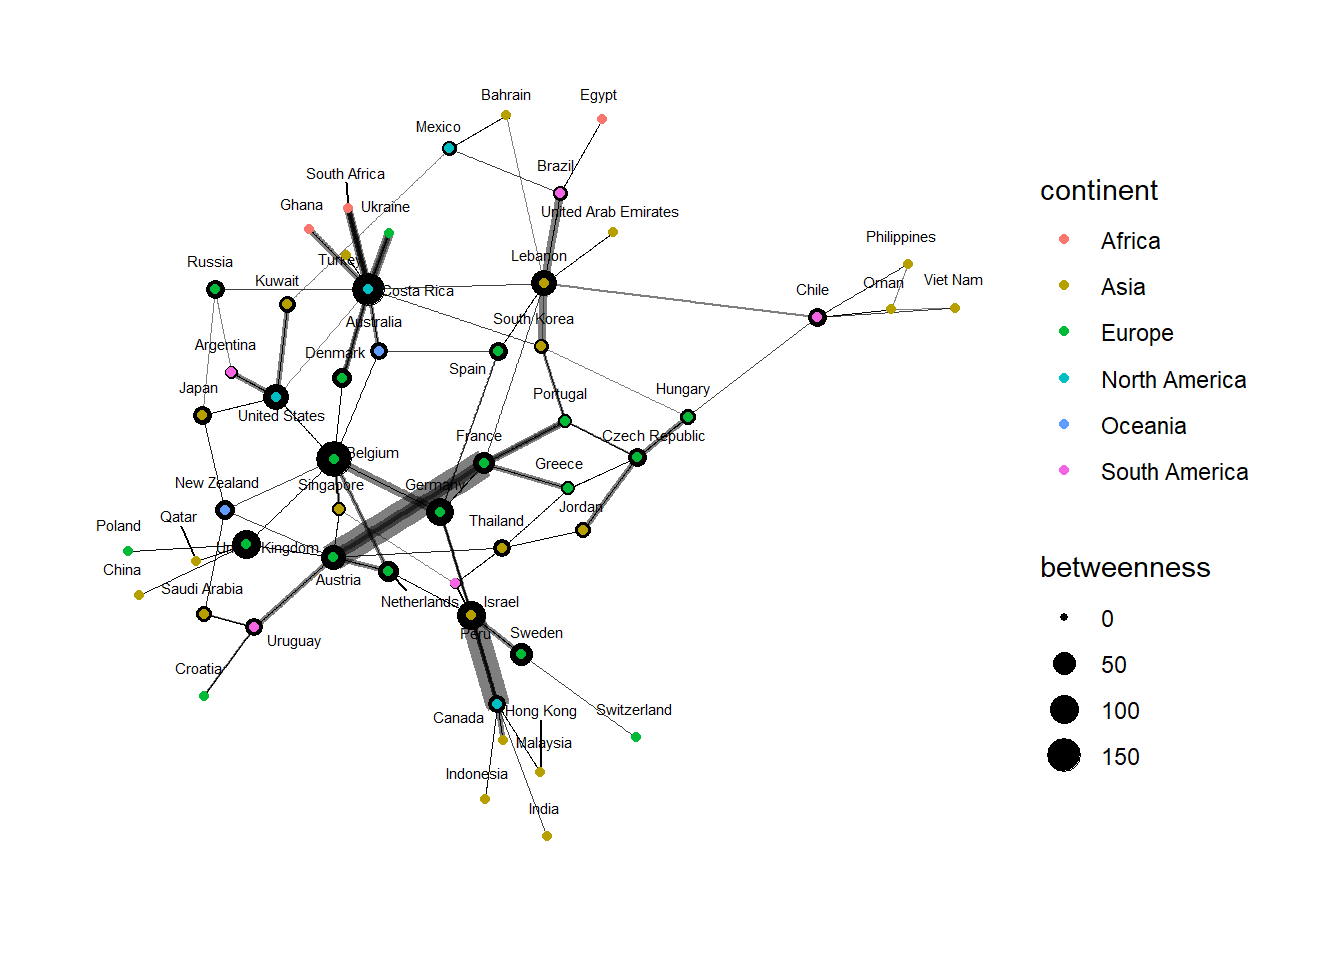 Bahrain
Egypt
Mexico
Brazil
South Africa
Ghana
Ukraine
United Arab Emirates
Philippines
Turkey
Lebanon
Russia
Kuwait
Oman
Viet Nam
Costa Rica
Chile
Australia
South Korea
Argentina
Denmark
Spain
Japan
Portugal
Hungary
United States
France
Czech Republic
Belgium
Greece
New Zealand
Singapore
Germany
Jordan
Qatar
Poland
Thailand
United Kingdom
China
Austria
Saudi Arabia
Netherlands
Israel
Peru
Sweden
Uruguay
Croatia
Canada
Hong Kong
Switzerland
Malaysia
Indonesia
India
continent
Africa
Asia
Europe
North America
Oceania
South America
betweenness
0
50
100
150